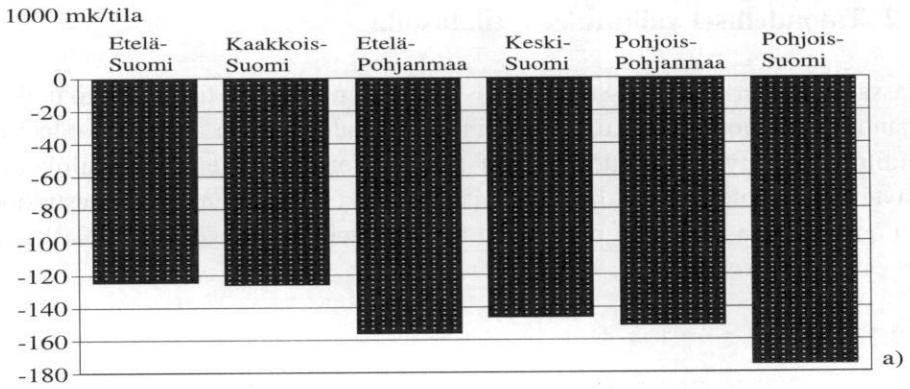 1000 mk/tila
Etelä-
Suomi
Kaakkois-
Suomi
Etelä-
Pohjanmaa
Keski-
Suomi
Pohjois-
Pohjanmaa
Pohjois-
Suomi
0
-20
-40
-60
-80
-100
-120
-140
-160
-180
a)